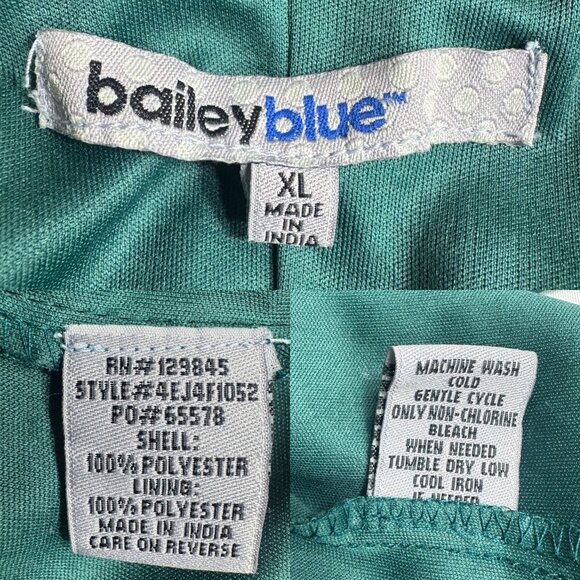 baileyblue™
XL
MADE
IN
INDIA
RN#129845
STYLE#4EJ4F1052
PO#65578
SHELL:
100%POLYESTER
LINING:
100%POLYESTER
MADE IN INDIA
CARE ON REVERSE
MACHINE WASH
COLD
GENTLE CYCLE
ONLY NON-CHLORINE
BLEACH
WHEN NEEDED
TUMBLE DRY LOW
COOL IRON
IF NEEDED